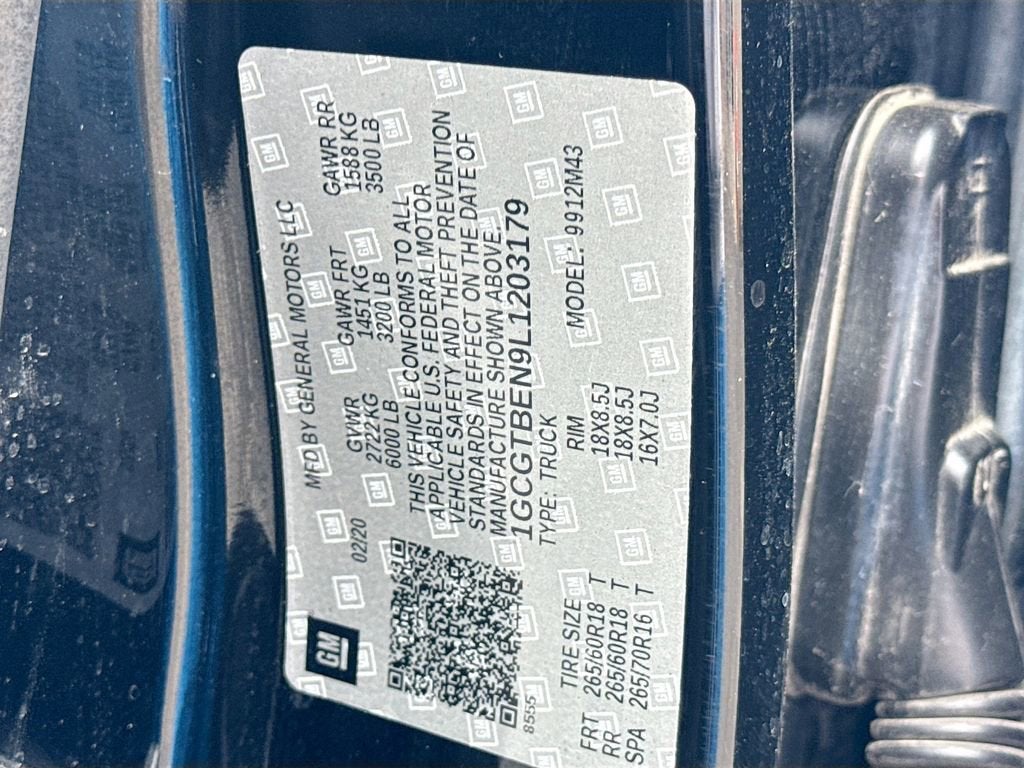 GM
MFD BY GENERAL MOTORS LLC
02/20
GVWR GAWR FRT GAWR RR
2722 KG 1451 KG 1588 KG
6000 LB 3200 LB 3500 LB
THIS VEHICLE CONFORMS TO ALL
APPLICABLE U.S. FEDERAL MOTOR
VEHICLE SAFETY AND THEFT PREVENTION
STANDARDS IN EFFECT ON THE DATE OF
MANUFACTURE SHOWN ABOVE.
1GCGTBEN9L1203179
TYPE: TRUCK MODEL: 9912M43
8555
TIRE SIZE RIM
FRT 265/60R18 T 18X8.5J
RR 265/60R18 T 18X8.5J
SPA 265/70R16 T 16X7.0J